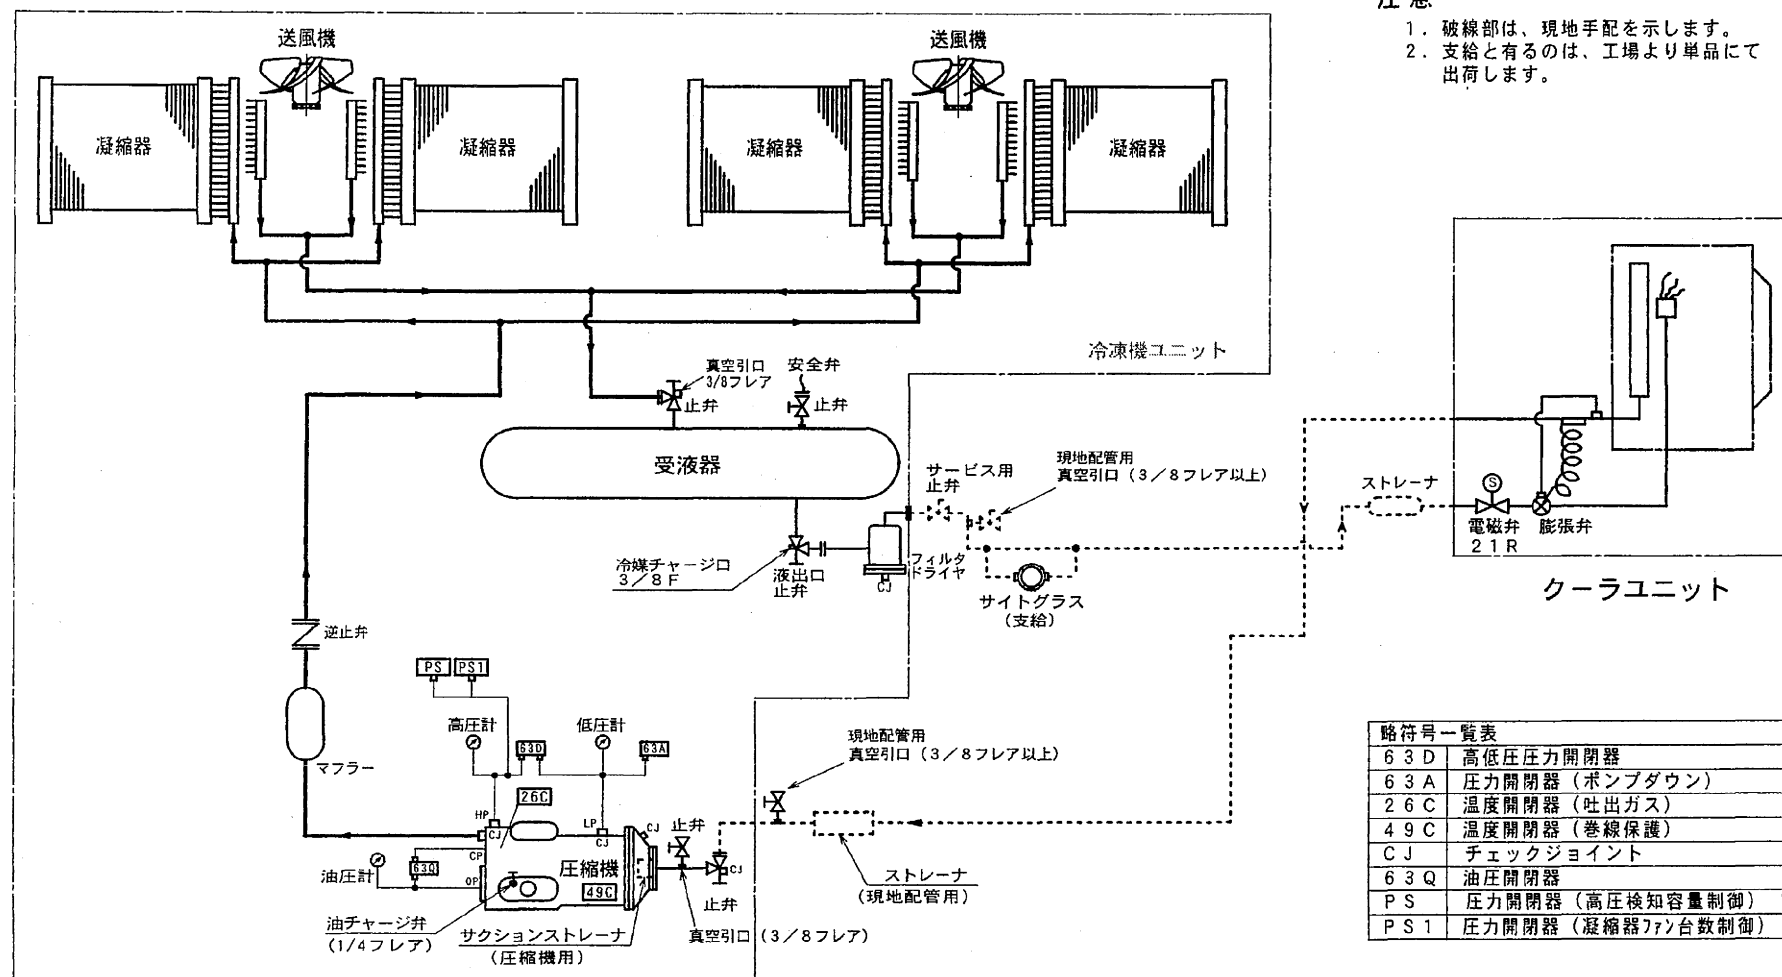 注意
1. 破線部は、現地手配を示します。
2. 支給と有るのは、工場より単品にて
出荷します。
送風機
送風機
凝縮器
凝縮器
凝縮器
凝縮器
冷凍機ユニット
真空引口
3/8フレア
止弁
安全弁
止弁
受液器
サービス用
止弁
現地配管用
真空引口(3/8フレア以上)
ストレーナ
S
電磁弁
21R
膨張弁
クーラユニット
冷媒チャージ口
3/8F
液出口
止弁
フィルタ
ドライヤ
CJ
サイトグラス
(支給)
逆止弁
マフラー
PS
PS1
高圧計
63D
低圧計
63A
現地配管用
真空引口(3/8フレア以上)
26C
HP
CJ
LP
CJ
CJ
止弁
CP
63Q
油圧計
OP
圧縮機
49C
CJ
止弁
ストレーナ
(現地配管用)
油チャージ弁
(1/4フレア)
サクションストレーナ
(圧縮機用)
真空引口(3/8フレア)
略符号一覧表
63D 高低圧圧力開閉器
63A 圧力開閉器(ポンプダウン)
26C 温度開閉器(吐出ガス)
49C 温度開閉器(巻線保護)
CJ チェックジョイント
63Q 油圧開閉器
PS 圧力開閉器(高圧検知容量制御)
PS1 圧力開閉器(凝縮器ファン台数制御)